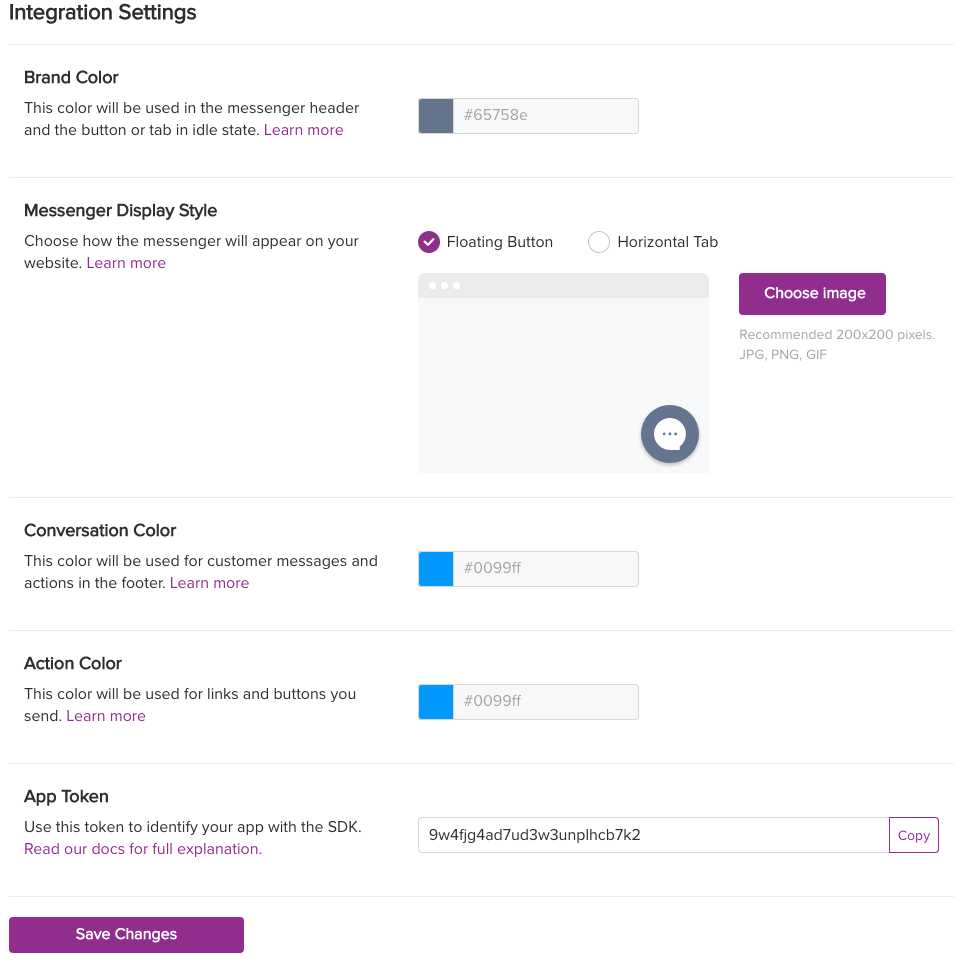 Integration Settings
Brand Color
This color will be used in the messenger header
and the button or tab in idle state. Learn more
#65758e
Messenger Display Style
Choose how the messenger will appear on your
website. Learn more
Floating Button
Horizontal Tab
Choose image
Recommended 200x200 pixels.
JPG, PNG, GIF
Conversation Color
This color will be used for customer messages and
actions in the footer. Learn more
#0099ff
Action Color
This color will be used for links and buttons you
send. Learn more
#0099ff
App Token
Use this token to identify your app with the SDK.
Read our docs for full explanation.
9w4fjg4ad7ud3w3unplhcb7k2
Copy
Save Changes